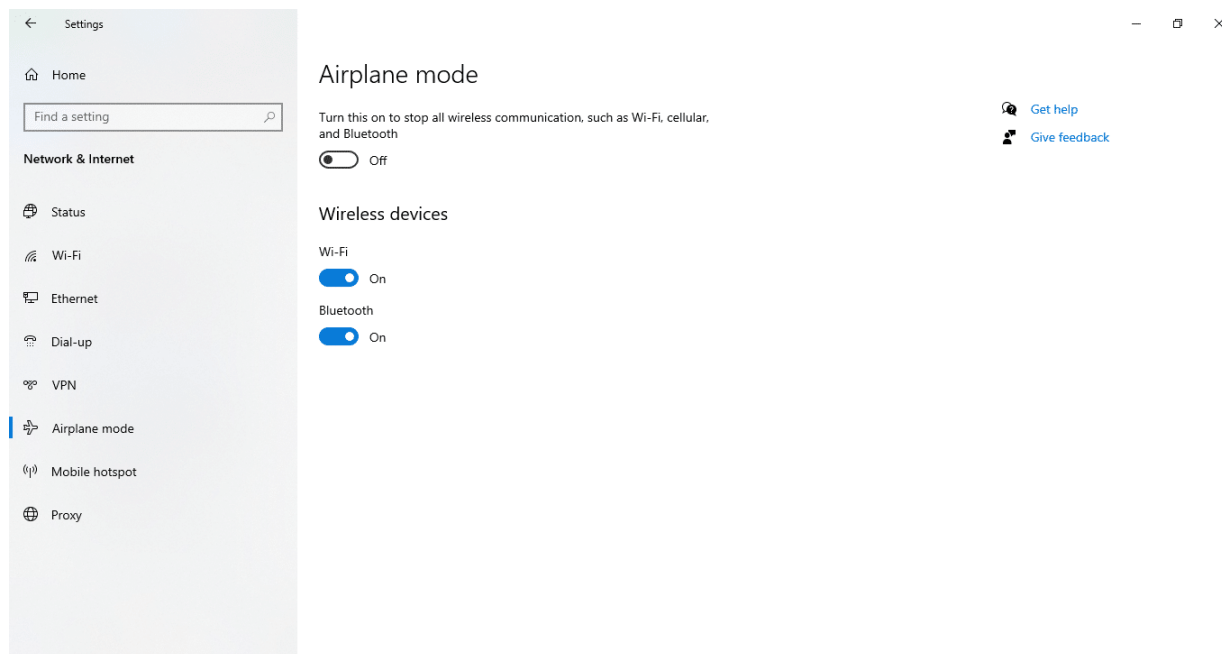 Settings
Home
Find a setting
Network & Internet
Status
Wi-Fi
Ethernet
Dial-up
VPN
Airplane mode
Mobile hotspot
Proxy
Airplane mode
Turn this on to stop all wireless communication, such as Wi-Fi, cellular,
and Bluetooth
Off
Wireless devices
Wi-Fi
On
Bluetooth
On
Get help
Give feedback